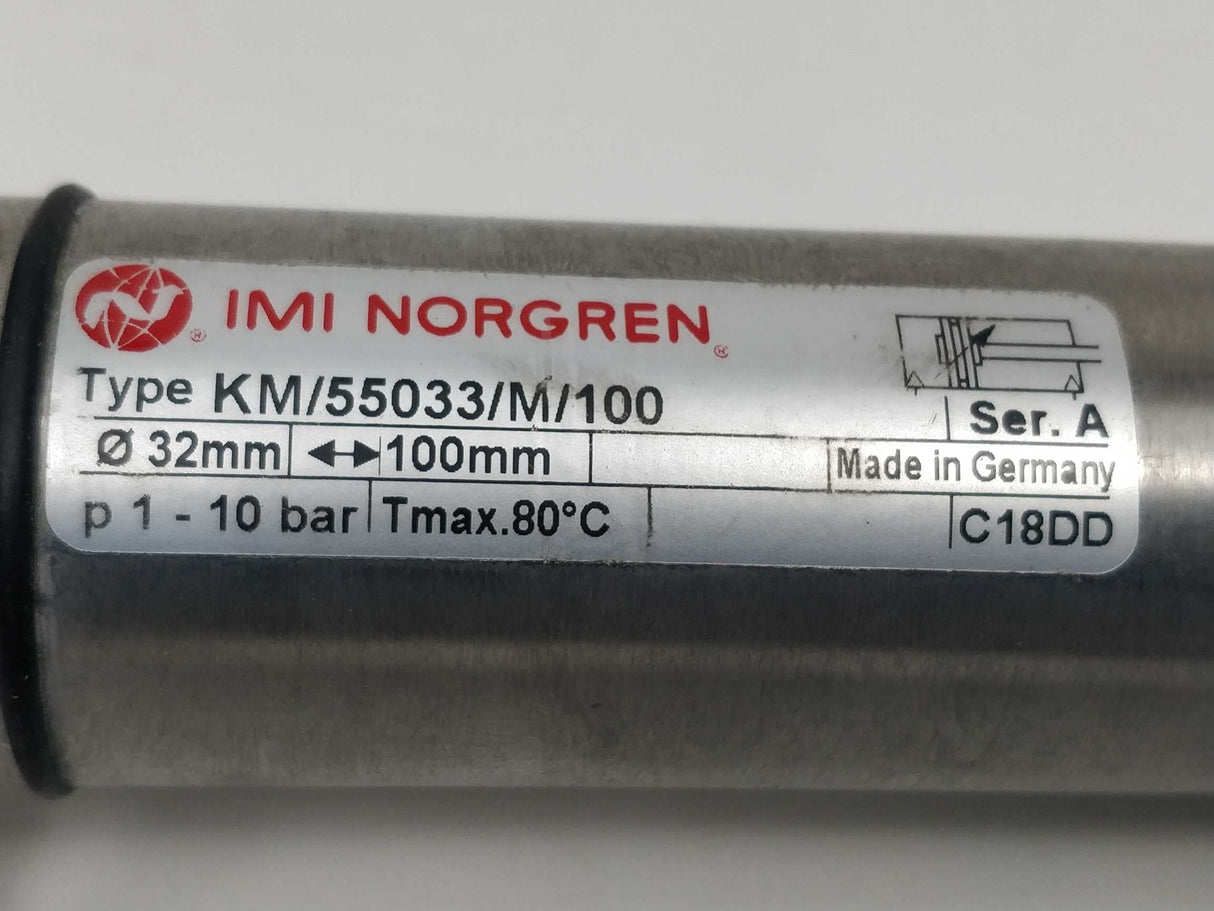 IMI NORGREN
Type KM/55033/M/100
Ser. A
Ø 32mm 100mm Made in Germany
p 1 - 10 bar Tmax.80°C C18DD